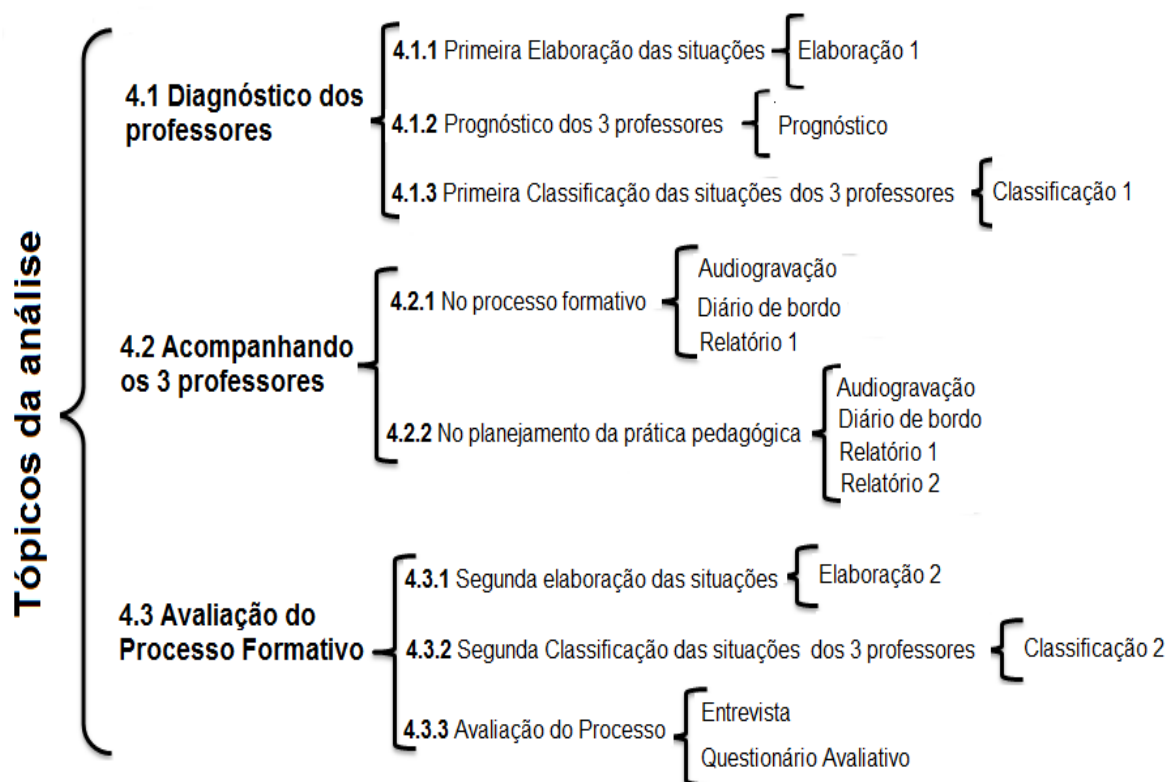 Tópicos da análise
4.1 Diagnóstico dos
professores
4.1.1 Primeira Elaboração das situações
Elaboração 1
4.1.2 Prognóstico dos 3 professores
Prognóstico
4.1.3 Primeira Classificação das situações dos 3 professores
Classificação 1
4.2 Acompanhando
os 3 professores
4.2.1 No processo formativo
Audiogravação
Diário de bordo
Relatório 1
4.2.2 No planejamento da prática pedagógica
Audiogravação
Diário de bordo
Relatório 1
Relatório 2
4.3 Avaliação do
Processo Formativo
4.3.1 Segunda elaboração das situações
Elaboração 2
4.3.2 Segunda Classificação das situações dos 3 professores
Classificação 2
4.3.3 Avaliação do Processo
Entrevista
Questionário Avaliativo